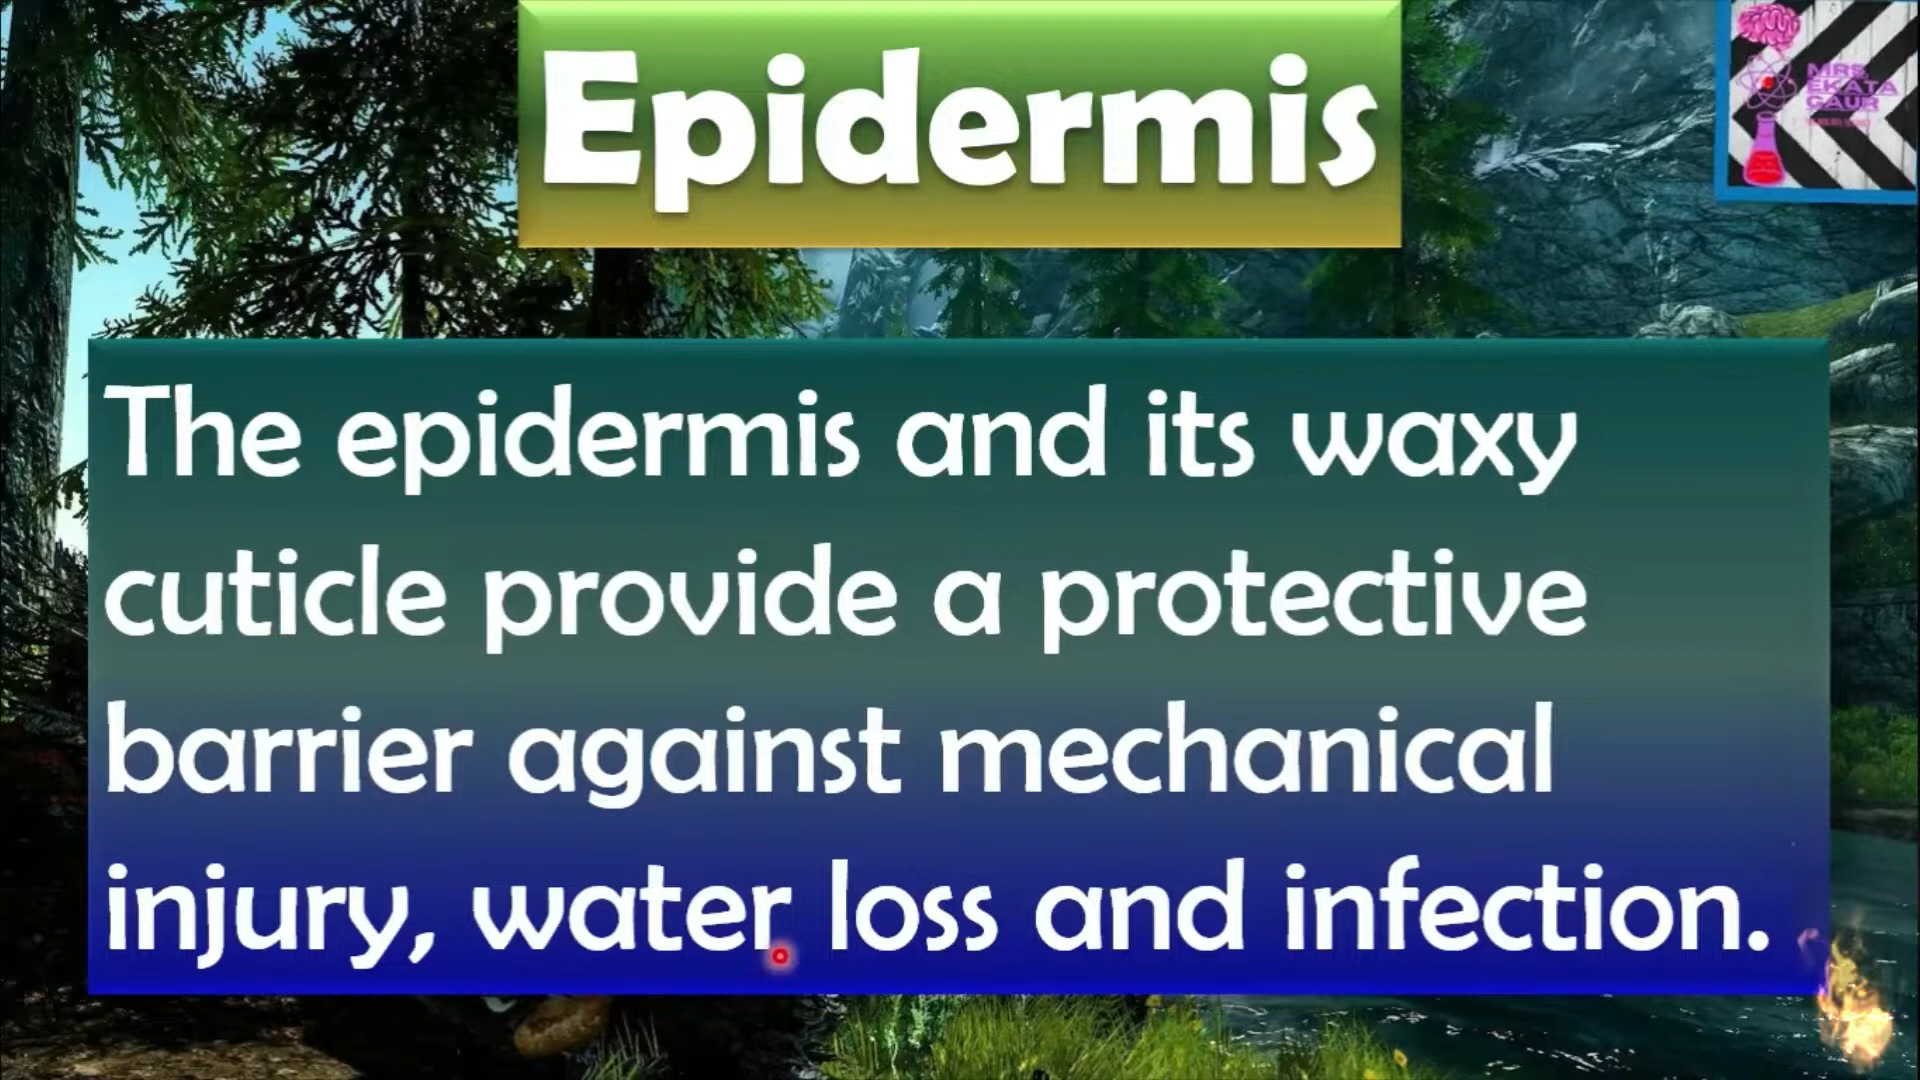 Epidermis
MRS
EKATA
GAUR
The epidermis and its waxy
cuticle provide a protective
barrier against mechanical
injury, water loss and infection.